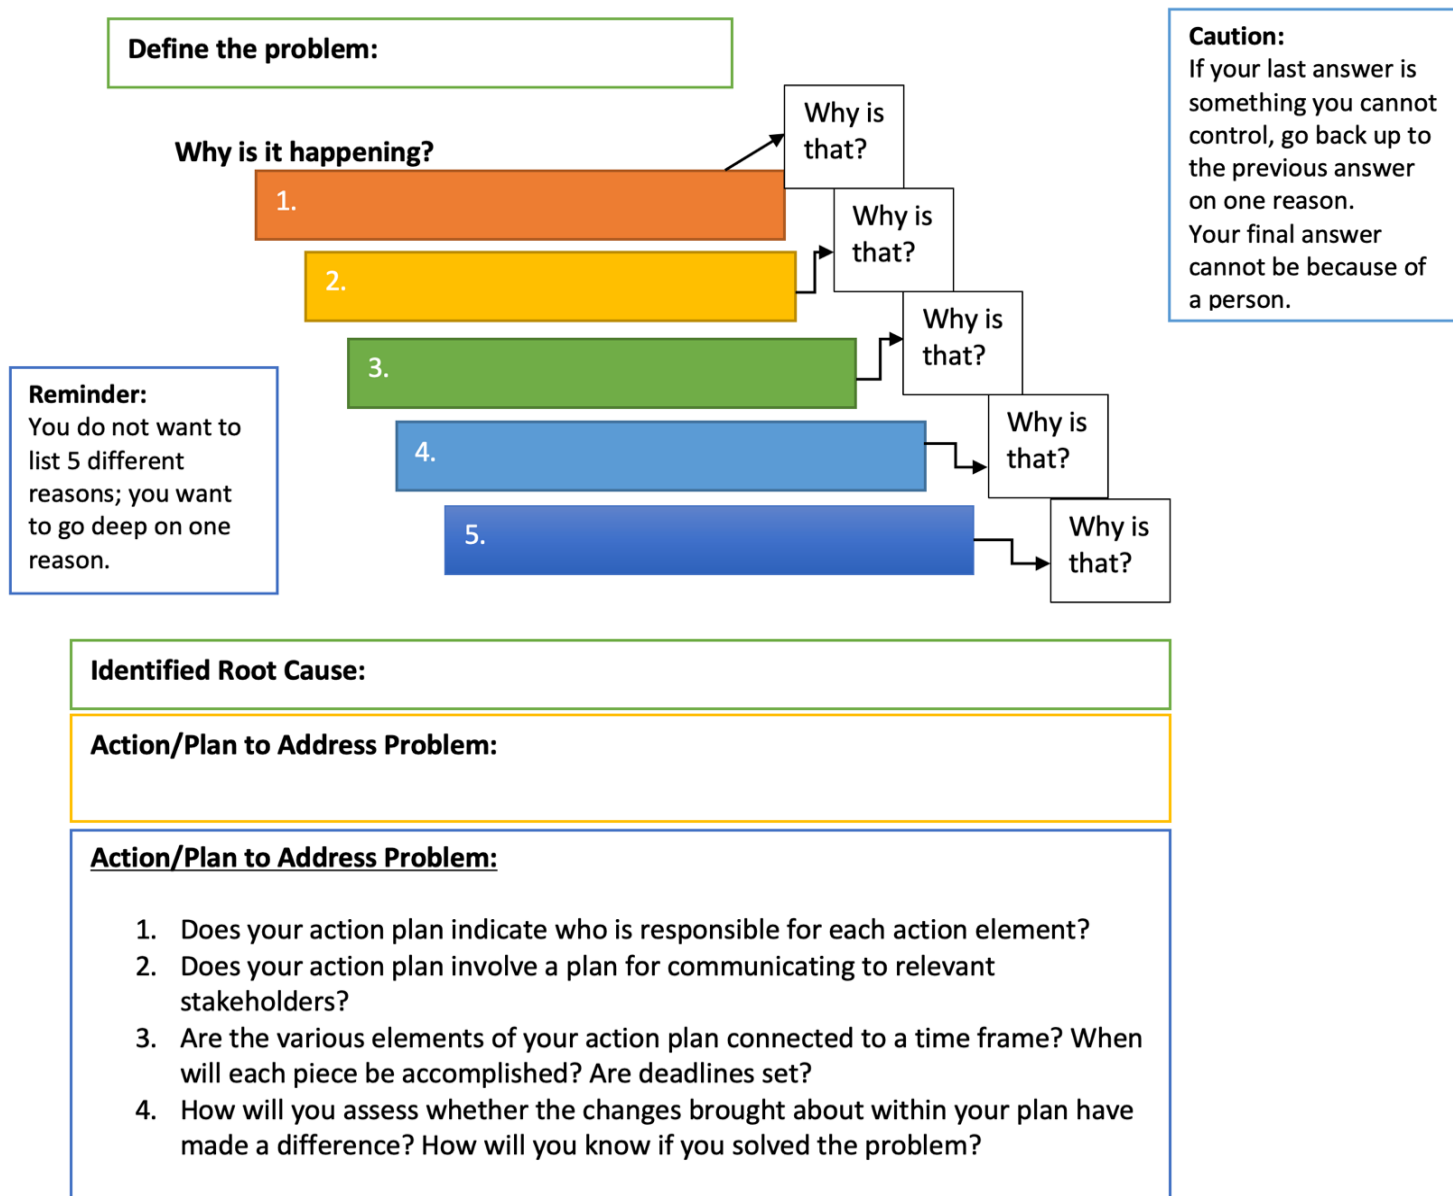 Define the problem:
Caution:
If your last answer is
something you cannot
control, go back up to
the previous answer
on one reason.
Your final answer
cannot be because of
a person.
Why is it happening?
Why is
that?
1.
Why is
that?
2.
Why is
that?
3.
Why is
that?
4.
Why is
that?
5.
Reminder:
You do not want to
list 5 different
reasons; you want
to go deep on one
reason.
Identified Root Cause:
Action/Plan to Address Problem:
Action/Plan to Address Problem:
1. Does your action plan indicate who is responsible for each action element?
2. Does your action plan involve a plan for communicating to relevant
stakeholders?
3. Are the various elements of your action plan connected to a time frame? When
will each piece be accomplished? Are deadlines set?
4. How will you assess whether the changes brought about within your plan have
made a difference? How will you know if you solved the problem?